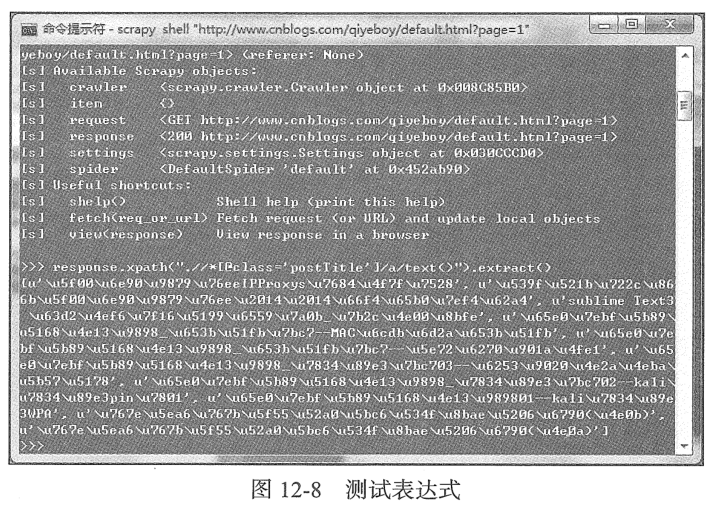 命令提示符 - scrapy shell "http://www.cnblogs.com/qiyeboy/default.html?page=1"
yeboy/default.html?page=1> (referer: None)
[s] Available Scrapy objects:
[s]   crawler    <scrapy.crawler.Crawler object at 0x008C85B0>
[s]   item       {}
[s]   request    <GET http://www.cnblogs.com/qiyeboy/default.html?page=1>
[s]   response   <200 http://www.cnblogs.com/qiyeboy/default.html?page=1>
[s]   settings   <scrapy.settings.Settings object at 0x030CCCD0>
[s]   spider     <DefaultSpider 'default' at 0x452ab90>
[s] Useful shortcuts:
[s]   shelp()           Shell help (print this help)
[s]   fetch(req_or_url) Fetch request (or URL) and update local objects
[s]   view(response)    View response in a browser
>>> response.xpath(".//*[@class='postTitle']/a/text()").extract()
[u'\u5f00\u6e90\u9879\u76eeIPProxys\u7684\u4f7f\u7528', u'\u539f\u521b\u722c\u86
6b\u5f00\u6e90\u9879\u76ee\u2014\u2014\u66f4\u65b0\u7ef4\u62a4', u'sublime Text3
 \u63d2\u4ef6\u7f16\u5199\u6559\u7a0b_\u7b2c\u4e00\u8bfe', u'\u65e0\u7ebf\u5b89\
u5168\u4e13\u9898_\u653b\u51fb\u7bc7--MAC\u6cdb\u6d2a\u653b\u51fb', u'\u65e0\u7e
bf\u5b89\u5168\u4e13\u9898_\u653b\u51fb\u7bc7--\u5e72\u6270\u901a\u4fe1', u'\u65
e0\u7ebf\u5b89\u5168\u4e13\u9898_\u7834\u89e3\u7bc703--\u6253\u9020\u4e2a\u4eba\
u5b57\u5178', u'\u65e0\u7ebf\u5b89\u5168\u4e13\u9898_\u7834\u89e3\u7bc702--kali\
u7834\u89e3pin\u7801', u'\u65e0\u7ebf\u5b89\u5168\u4e13\u989801--kali\u7834\u89e
3WPA', u'\u767e\u5ea6\u767b\u5f55\u52a0\u5bc6\u534f\u8bae\u5206\u6790(\u4e0b)',
u'\u767e\u5ea6\u767b\u5f55\u52a0\u5bc6\u534f\u8bae\u5206\u6790(\u4e0a)']
>>>
图 12-8 测试表达式